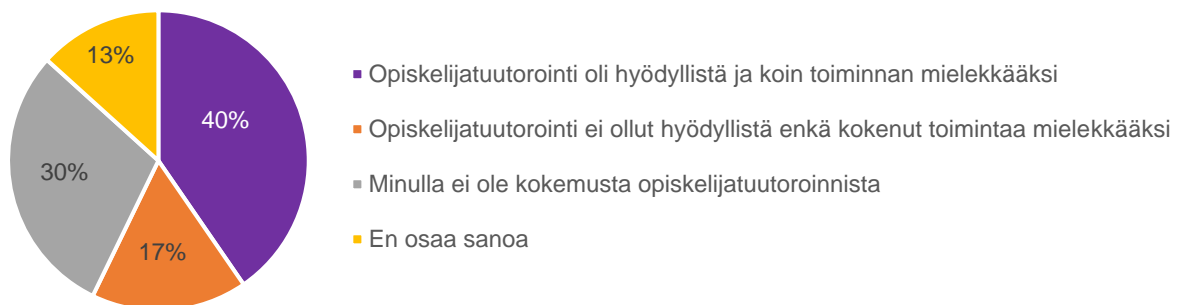 13%
40%
30%
17%
Opiskelijatuutorointi oli hyödyllistä ja koin toiminnan mielekkääksi
Opiskelijatuutorointi ei ollut hyödyllistä enkä kokenut toimintaa mielekkääksi
Minulla ei ole kokemusta opiskelijatuutoroinnista
En osaa sanoa